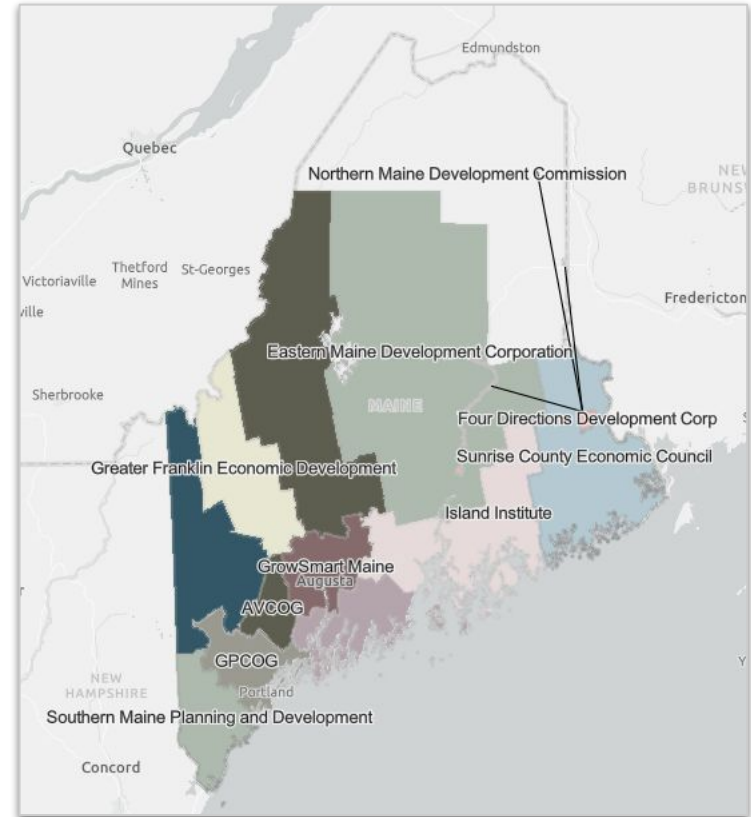 Edmundston
Quebec
Northern Maine Development Commission
NEW
BRUNSW
Thetford
Mines
St-Georges
Victoriaville
Fredericton
ville
Eastern Maine Development Corporation
Sherbrooke
MAINE
Four Directions Development Corp
Sunrise County Economic Council
Greater Franklin Economic Development
Island Institute
GrowSmart Maine
Augusta
AVCOG
GPCOG
NEW
HAMPSHIRE
Portland
Southern Maine Planning and Development
Concord